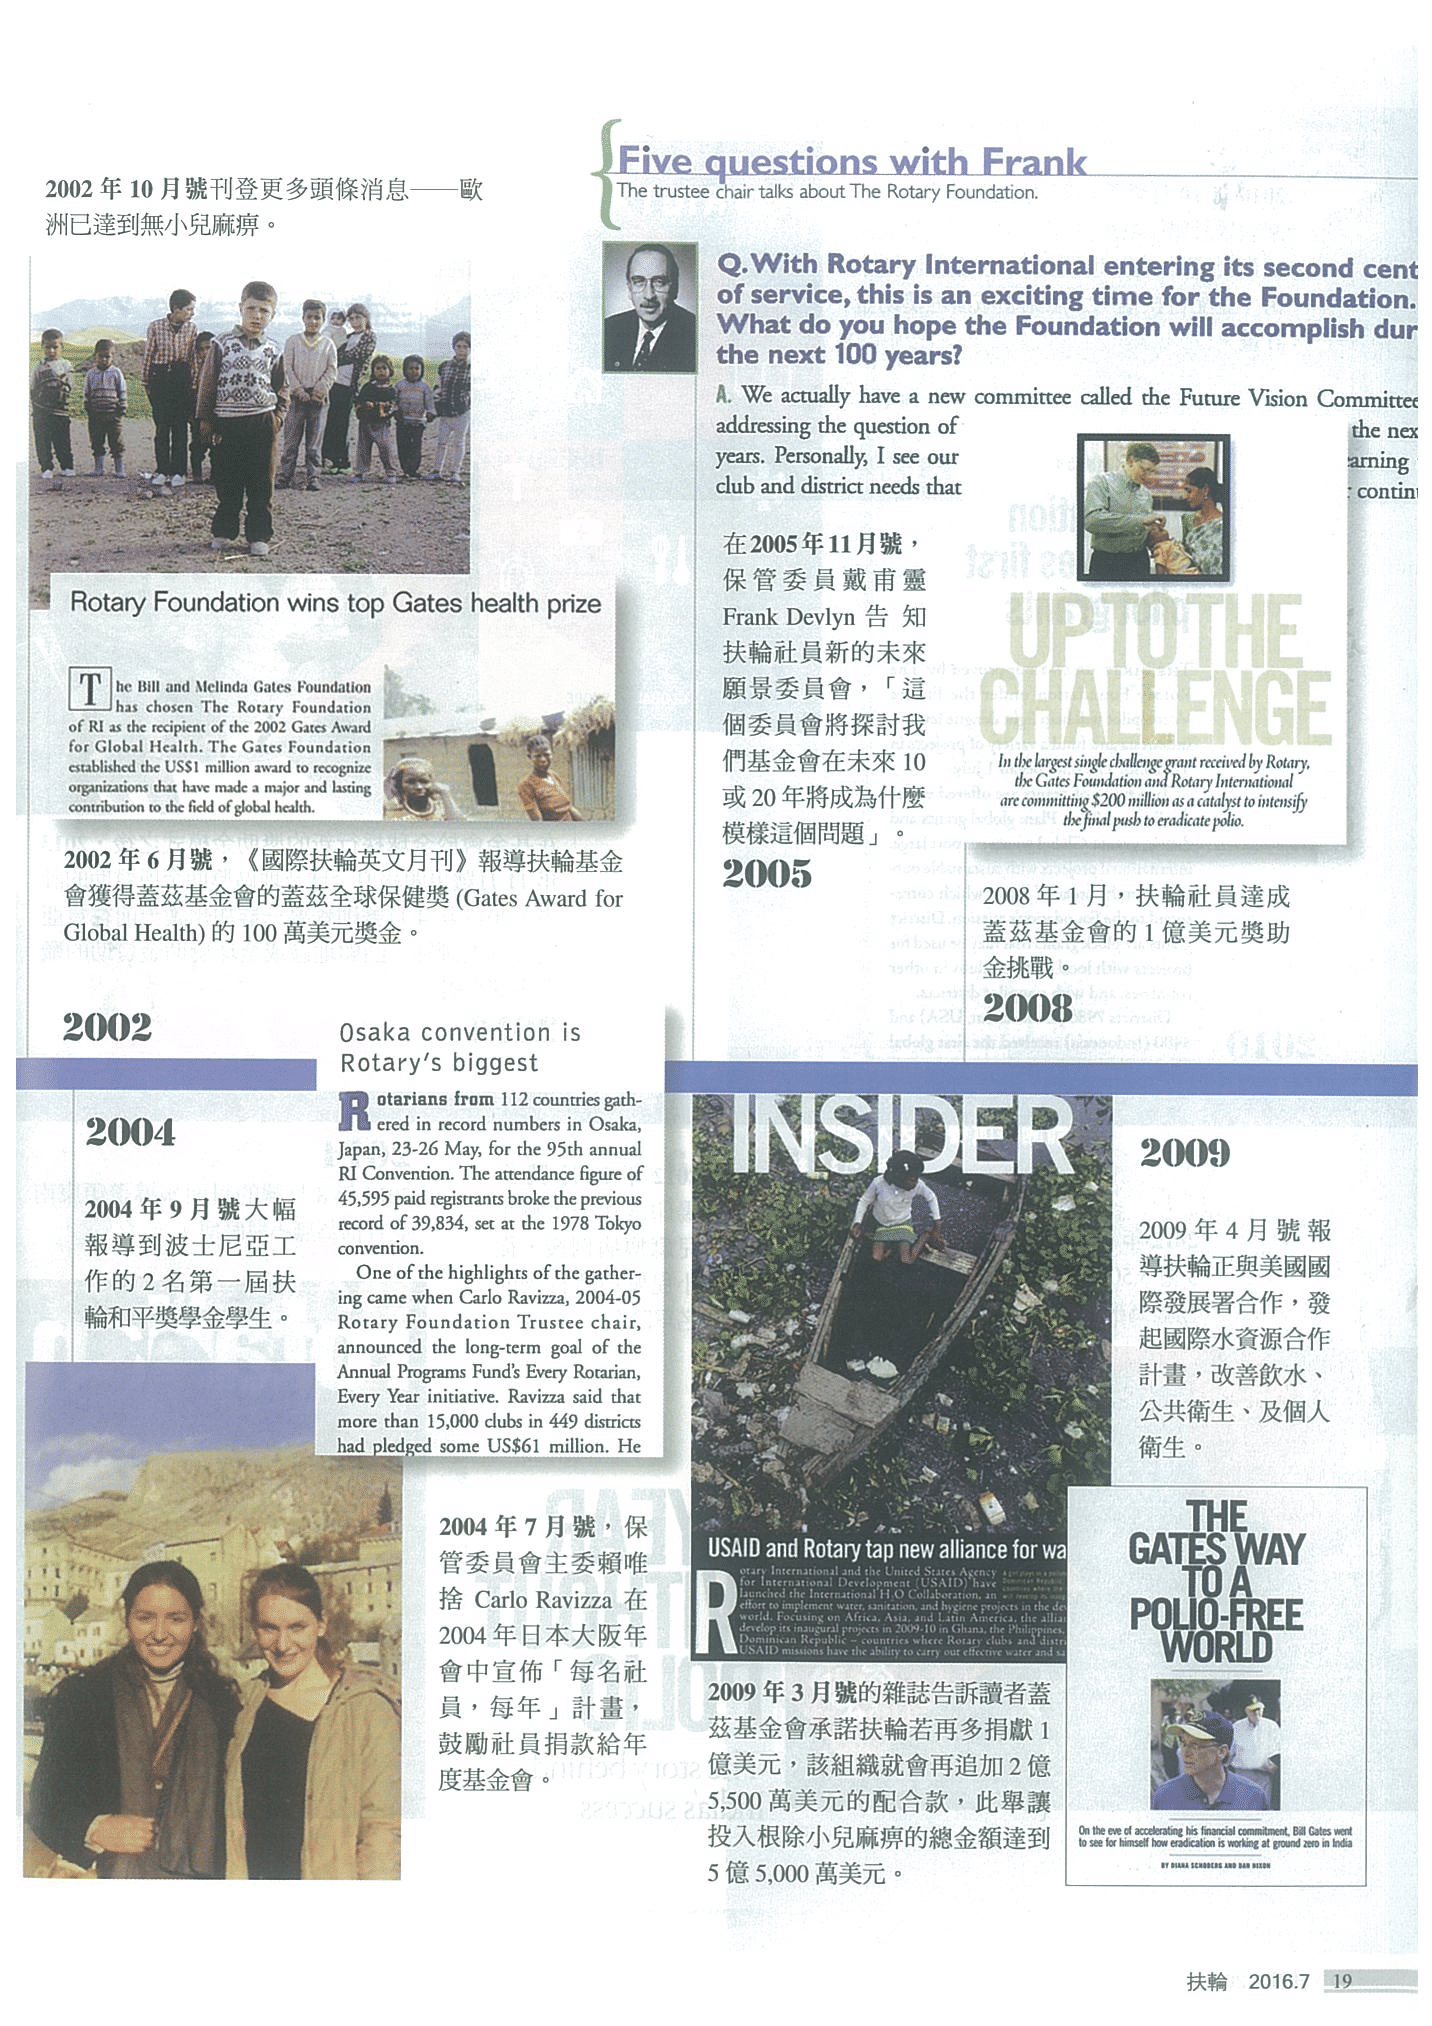 2002 年 10 月號刊登更多頭條消息──歐
洲已達到無小兒麻痹。
Rotary Foundation wins top Gates health prize
The Bill and Melinda Gates Foundation
has chosen The Rotary Foundation
of RI as the recipient of the 2002 Gates Award
for Global Health. The Gates Foundation
established the US$1 million award to recognize
organizations that have made a major and lasting
contribution to the field of global health.
2002 年 6 月號，《國際扶輪英文月刊》報導扶輪基金
會獲得蓋茲基金會的蓋茲全球保健獎 (Gates Award for
Global Health) 的 100 萬美元獎金。
2002
Five questions with Frank
The trustee chair talks about The Rotary Foundation.
Q. With Rotary International entering its second cent
of service, this is an exciting time for the Foundation.
What do you hope the Foundation will accomplish dur
the next 100 years?
A. We actually have a new committee called the Future Vision Committee
addressing the question of
the nex
years. Personally, I see our
earning
club and district needs that
contin
在2005年11月號，
保管委員戴甫靈
Frank Devlyn 告知
扶輪社員新的未來
願景委員會，「這
個委員會將探討我
們基金會在未來 10
或 20 年將成為什麼
模樣這個問題」。
2005
UP TO THE
CHALLENGE
In the largest single challenge grant received by Rotary,
the Gates Foundation and Rotary International
are committing $200 million as a catalyst to intensify
the final push to eradicate polio.
2008 年 1 月，扶輪社員達成
蓋茲基金會的 1 億美元獎助
金挑戰。
2008
2004
2004 年 9 月號大幅
報導到波士尼亞工
作的 2 名第一屆扶
輪和平獎學金學生。
Osaka convention is
Rotary's biggest
Rotarians from 112 countries gath-
ered in record numbers in Osaka,
Japan, 23-26 May, for the 95th annual
RI Convention. The attendance figure of
45,595 paid registrants broke the previous
record of 39,834, set at the 1978 Tokyo
convention.
One of the highlights of the gather-
ing came when Carlo Ravizza, 2004-05
Rotary Foundation Trustee chair,
announced the long-term goal of the
Annual Programs Fund's Every Rotarian,
Every Year initiative. Ravizza said that
more than 15,000 clubs in 449 districts
had pledged some US$61 million. He
2004 年 7 月號，保
管委員會主委賴唯
捨 Carlo Ravizza 在
2004 年日本大阪年
會中宣佈「每名社
員，每年」計畫，
鼓勵社員捐款給年
度基金會。
INSIDER
USAID and Rotary tap new alliance for wa
Rotary International and the United States Agency
for International Development (USAID) have
launched the International H2O Collaboration, an
effort to implement water, sanitation, and hygiene projects in the de
world. Focusing on Africa, Asia, and Latin America, the allia
develop its inaugural projects in 2009-10 in Ghana, the Philippines,
Dominican Republic – countries where Rotary clubs and distri
USAID missions have the ability to carry out effective water and sa
2009 年 3 月號的雜誌告訴讀者蓋
茲基金會承諾扶輪若再多捐獻 1
億美元，該組織就會再追加 2 億
5,500 萬美元的配合款，此舉讓
投入根除小兒麻痹的總金額達到
5 億 5,000 萬美元。
2009
2009 年 4 月號報
導扶輪正與美國國
際發展署合作，發
起國際水資源合作
計畫，改善飲水、
公共衛生、及個人
衛生。
THE
GATES WAY
TO A
POLIO-FREE
WORLD
On the eve of accelerating his financial commitment, Bill Gates went
to see for himself how eradication is working at ground zero in India
BY DIANA SCHOBERG AND DAN NIXON
扶輪 2016.7 19